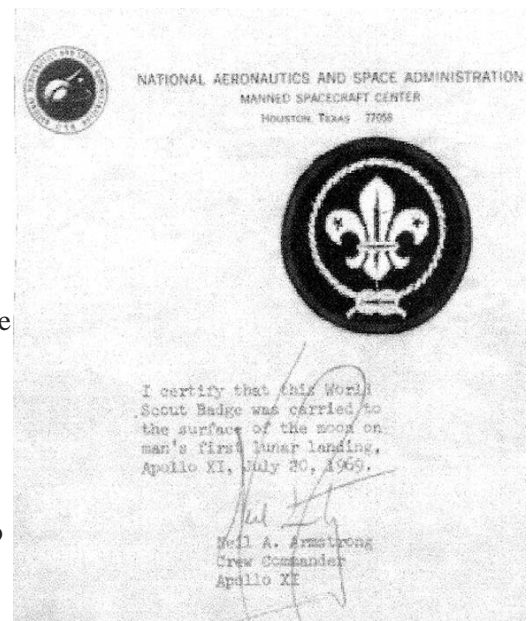 NATIONAL AERONAUTICS AND SPACE ADMINISTRATION
MANNED SPACECRAFT CENTER
HOUSTON, TEXAS 77058
I certify that this World
Scout Badge was carried to
the surface of the moon on
man's first lunar landing,
Apollo XI, July 20, 1969.
Neil A. Armstrong
Crew Commander
Apollo XI